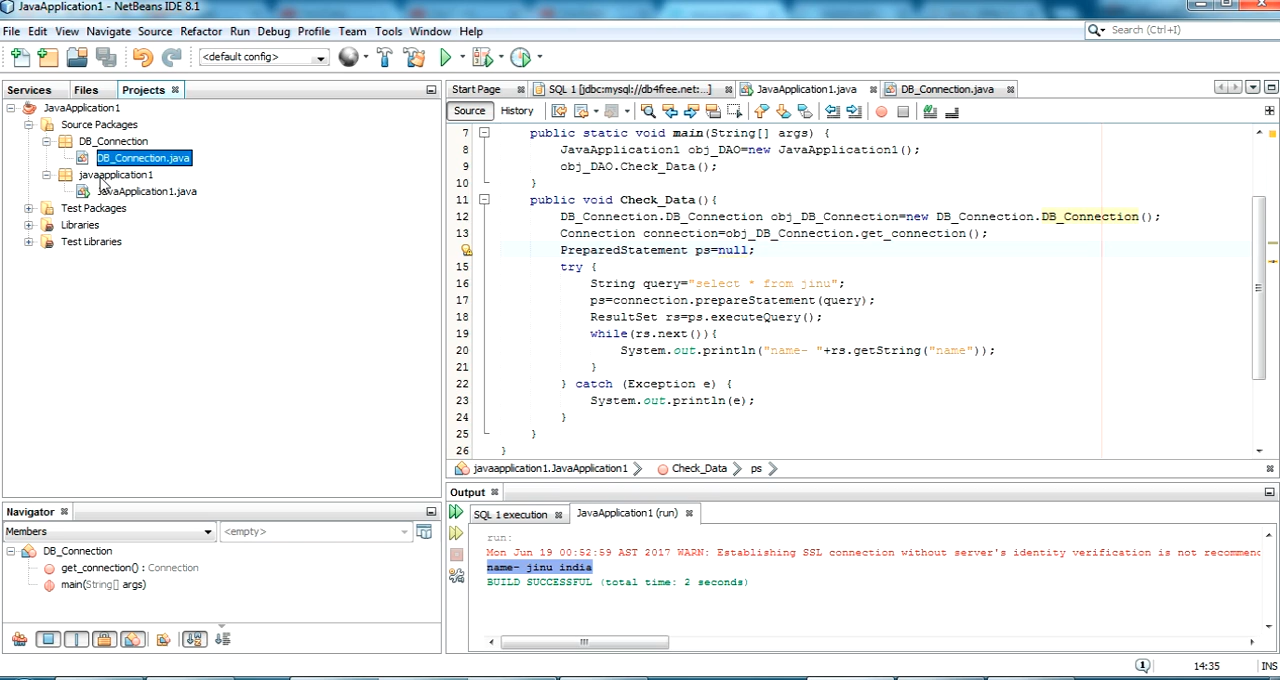 JavaApplication1 - NetBeans IDE 8.1
File Edit View Navigate Source Refactor Run Debug Profile Team Tools Window Help
Search (Ctrl+I)
<default config>
Services Files Projects
Start Page SQL 1 [jdbc:mysql://db4free.net:...] JavaApplication1.java DB_Connection.java
Source History
JavaApplication1
Source Packages
DB_Connection
DB_Connection.java
javaapplication1
JavaApplication1.java
Test Packages
Libraries
Test Libraries
7 public static void main(String[] args) {
8 JavaApplication1 obj_DAO=new JavaApplication1();
9 obj_DAO.Check_Data();
10 }
11 public void Check_Data(){
12 DB_Connection.DB_Connection obj_DB_Connection=new DB_Connection.DB_Connection();
13 Connection connection=obj_DB_Connection.get_connection();
PreparedStatement ps=null;
15 try {
16 String query="select * from jinu";
17 ps=connection.prepareStatement(query);
18 ResultSet rs=ps.executeQuery();
19 while(rs.next()){
20 System.out.println("name- "+rs.getString("name"));
21 }
22 } catch (Exception e) {
23 System.out.println(e);
24 }
25 }
26 }
javaapplication1.JavaApplication1 Check_Data ps
Navigator
Members <empty>
DB_Connection
get_connection() : Connection
main(String[] args)
Output
SQL 1 execution JavaApplication1 (run)
run:
Mon Jun 19 00:52:59 AST 2017 WARN: Establishing SSL connection without server's identity verification is not recommenc
name- jinu india
BUILD SUCCESSFUL (total time: 2 seconds)
1 14:35 INS